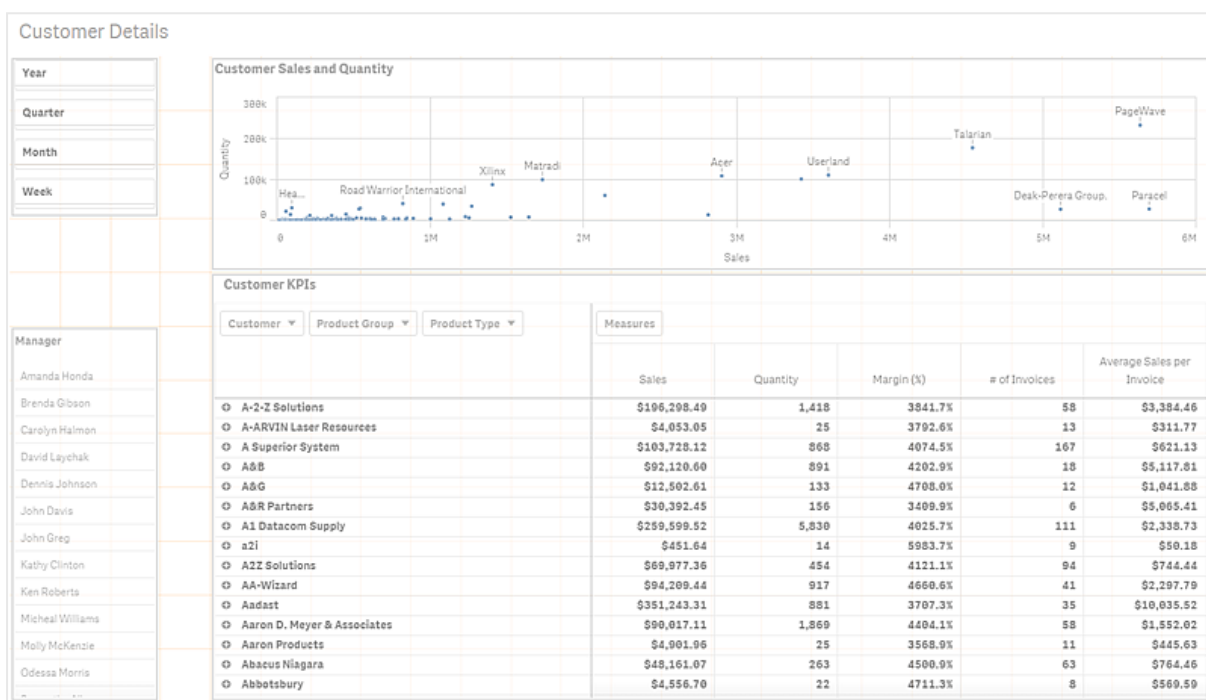 Customer Details
Year
Quarter
Month
Week
Customer Sales and Quantity
300k
200k
100k
0
Quantity
PageWave
Talarian
Acer
Userland
Matradi
Xilinx
Hea...
Road Warrior International
Deak-Perera Group.
Paracel
0 1M 2M 3M 4M 5M 6M
Sales
Manager
Amanda Honda
Brenda Gibson
Carolyn Halmon
David Laychak
Dennis Johnson
John Davis
John Greg
Kathy Clinton
Ken Roberts
Micheal Williams
Molly McKenzie
Odessa Morris
Customer KPIs
Customer Product Group Product Type Measures
Sales Quantity Margin (%) # of Invoices Average Sales per
Invoice
A-2-Z Solutions $196,298.49 1,418 3841.7% 58 $3,384.46
A-ARVIN Laser Resources $4,053.05 25 3792.6% 13 $311.77
A Superior System $103,728.12 868 4074.5% 167 $621.13
A&B $92,120.60 891 4202.9% 18 $5,117.81
A&G $12,502.61 133 4708.0% 12 $1,041.88
A&R Partners $30,392.45 156 3409.9% 6 $5,065.41
A1 Datacom Supply $259,599.52 5,830 4025.7% 111 $2,338.73
a2i $451.64 14 5983.7% 9 $50.18
A2Z Solutions $69,977.36 454 4121.1% 94 $744.44
AA-Wizard $94,209.44 917 4660.6% 41 $2,297.79
Aadast $351,243.31 881 3707.3% 35 $10,035.52
Aaron D. Meyer & Associates $90,017.11 1,869 4404.1% 58 $1,552.02
Aaron Products $4,901.96 25 3568.9% 11 $445.63
Abacus Niagara $48,161.07 263 4500.9% 63 $764.46
Abbotsbury $4,556.70 22 4711.3% 8 $569.59